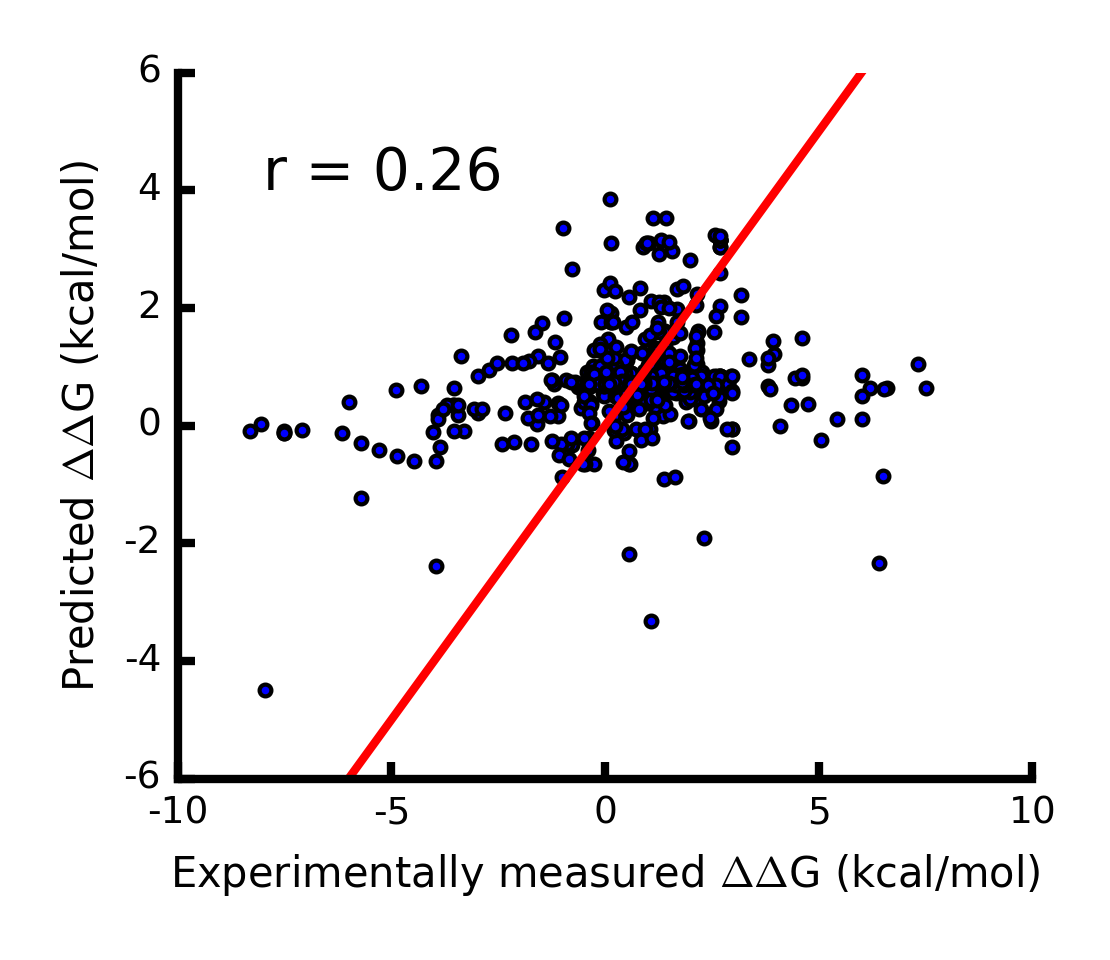 6
r = 0.26
4
2
0
-2
-4
-6
Predicted ΔΔG (kcal/mol)
-10 -5 0 5 10
Experimentally measured ΔΔG (kcal/mol)